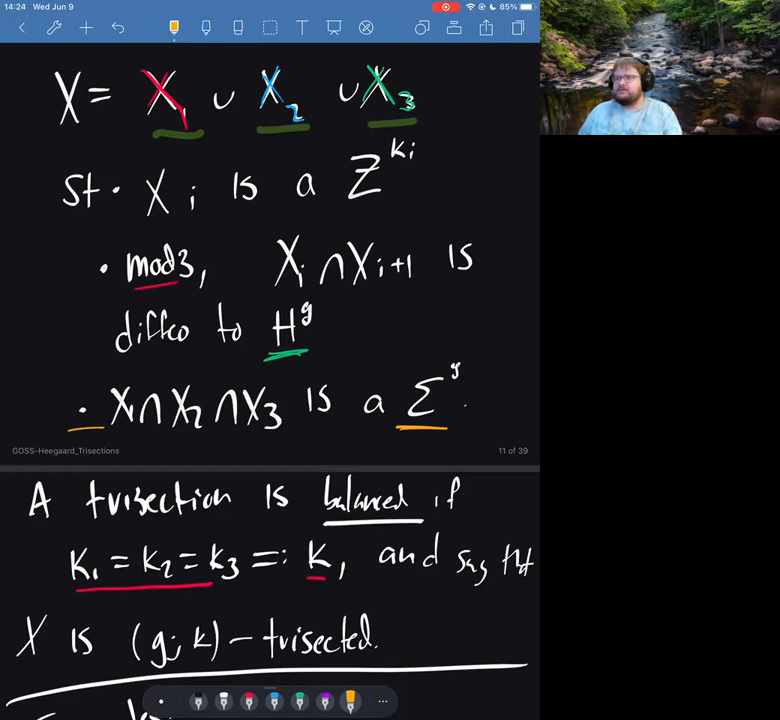 14:24 Wed Jun 9
85%
X = X₁ ∪ X₂ ∪ X₃
st · Xᵢ is a Z^ki
· mod3, Xᵢ ∩ Xᵢ₊₁ is
diffeo to H^g
· X₁ ∩ X₂ ∩ X₃ is a Σ^g.
GOSS-Heegaard_Trisections
11 of 39
A trisection is balanced if
K₁ = K₂ = K₃ =: K, and say that
X is (g; k) – trisected.